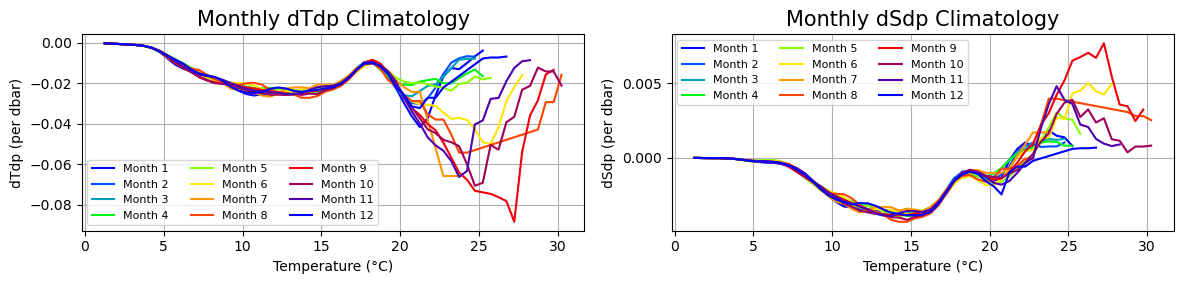 Monthly dTdp Climatology
dTdp (per dbar)
0.00
−0.02
−0.04
−0.06
−0.08
Month 1 Month 5 Month 9
Month 2 Month 6 Month 10
Month 3 Month 7 Month 11
Month 4 Month 8 Month 12
0 5 10 15 20 25 30
Temperature (°C)
Monthly dSdp Climatology
dSdp (per dbar)
0.005
0.000
Month 1 Month 5 Month 9
Month 2 Month 6 Month 10
Month 3 Month 7 Month 11
Month 4 Month 8 Month 12
0 5 10 15 20 25 30
Temperature (°C)